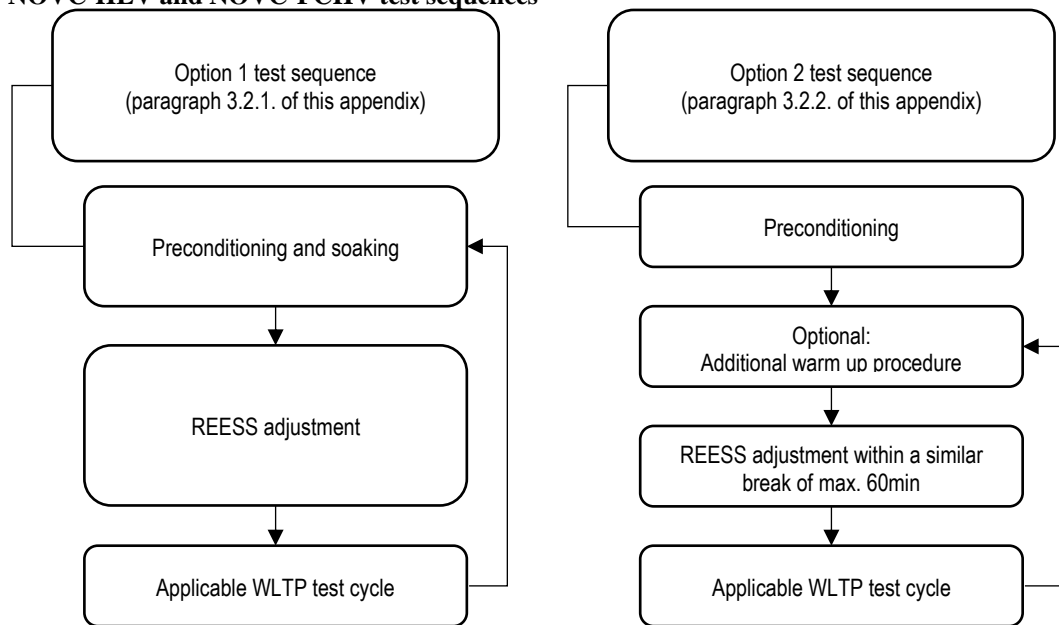 NOVC-HEV and NOVC-FCHV test sequences
Option 1 test sequence
(paragraph 3.2.1. of this appendix)
Preconditioning and soaking
REESS adjustment
Applicable WLTP test cycle
Option 2 test sequence
(paragraph 3.2.2. of this appendix)
Preconditioning
Optional:
Additional warm up procedure
REESS adjustment within a similar
break of max. 60min
Applicable WLTP test cycle